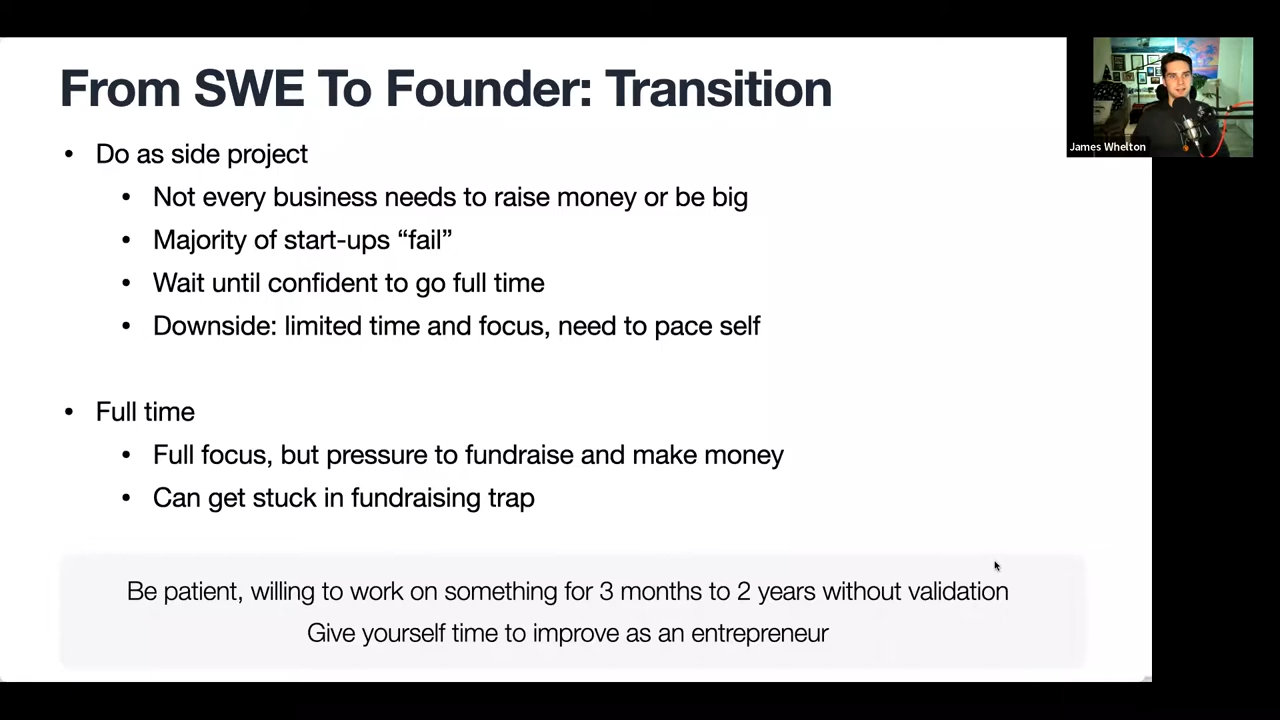 From SWE To Founder: Transition
James Whelton
• Do as side project
• Not every business needs to raise money or be big
• Majority of start-ups “fail”
• Wait until confident to go full time
• Downside: limited time and focus, need to pace self
• Full time
• Full focus, but pressure to fundraise and make money
• Can get stuck in fundraising trap
Be patient, willing to work on something for 3 months to 2 years without validation
Give yourself time to improve as an entrepreneur